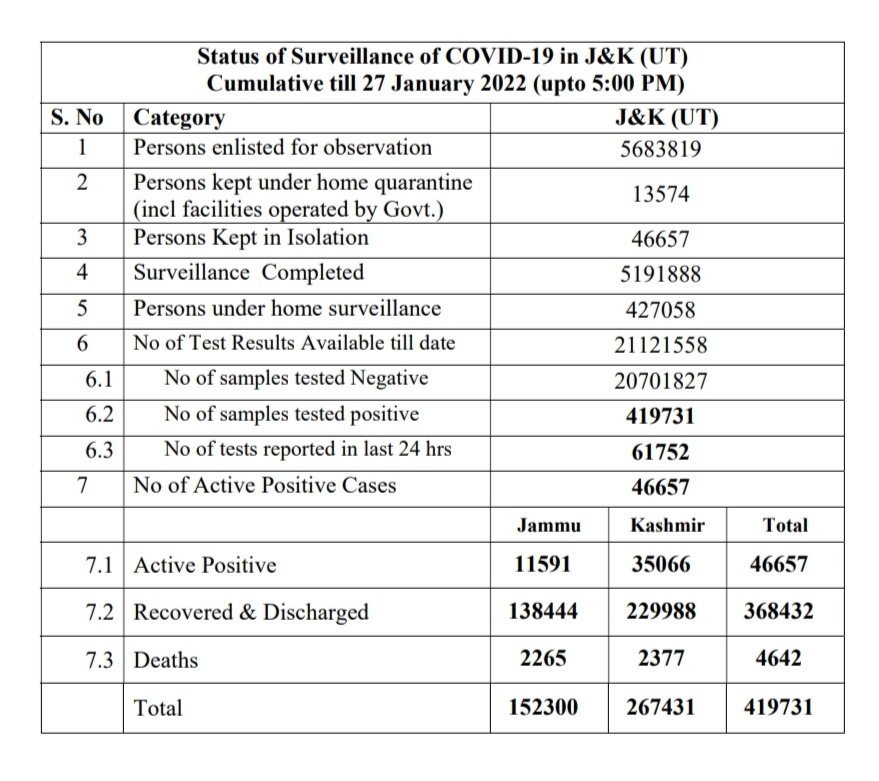 Status of Surveillance of COVID-19 in J&K (UT)
Cumulative till 27 January 2022 (upto 5:00 PM)
S. No Category J&K (UT)
1 Persons enlisted for observation 5683819
2 Persons kept under home quarantine
(incl facilities operated by Govt.) 13574
3 Persons Kept in Isolation 46657
4 Surveillance Completed 5191888
5 Persons under home surveillance 427058
6 No of Test Results Available till date 21121558
6.1 No of samples tested Negative 20701827
6.2 No of samples tested positive 419731
6.3 No of tests reported in last 24 hrs 61752
7 No of Active Positive Cases 46657
Jammu Kashmir Total
7.1 Active Positive 11591 35066 46657
7.2 Recovered & Discharged 138444 229988 368432
7.3 Deaths 2265 2377 4642
Total 152300 267431 419731